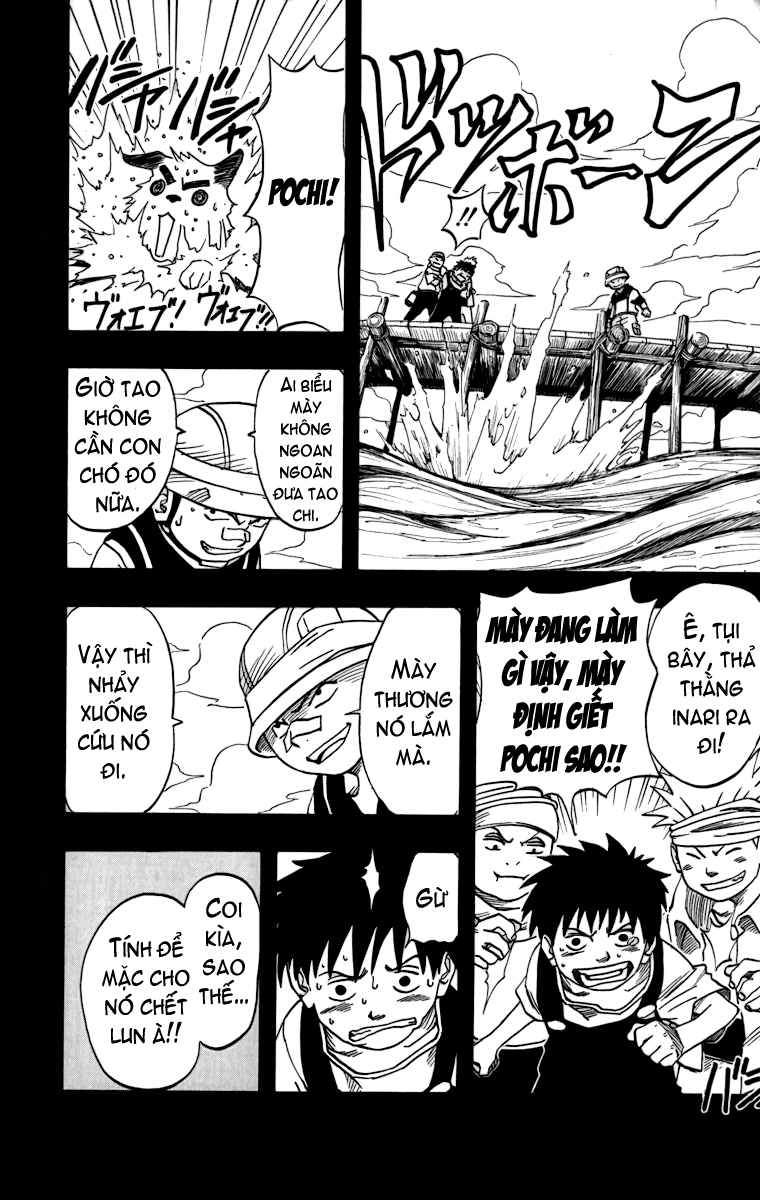 ドッボーン
!!
POCHI!
バシャ
バシャ
ヴォエブ!
ヴォエブ!!
AI BIỂU
MÀY
KHÔNG
NGOAN
NGOÃN
ĐƯA TAO
CHI.
GIỜ TAO
KHÔNG
CẦN CON
CHÓ ĐÓ
NỮA.
Ê, TỤI
BÂY, THẢ
THẰNG
INARI RA
ĐI!
MÀY ĐANG LÀM
GÌ VẬY, MÀY
ĐỊNH GIẾT
POCHI SAO!!
MÀY
THƯƠNG
NÓ LẮM
MÀ.
VẬY THÌ
NHẢY
XUỐNG
CỨU NÓ
ĐI.
GỪ
COI
KÌA,
SAO
THẾ...
TÍNH ĐỂ
MẶC CHO
NÓ CHẾT
LUN À!!